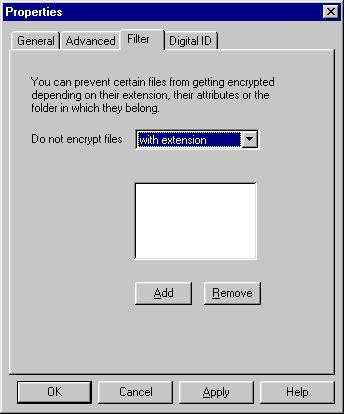 Properties
General Advanced Filter Digital ID
You can prevent certain files from getting encrypted
depending on their extension, their attributes or the
folder in which they belong.
Do not encrypt files with extension
Add Remove
OK Cancel Apply Help